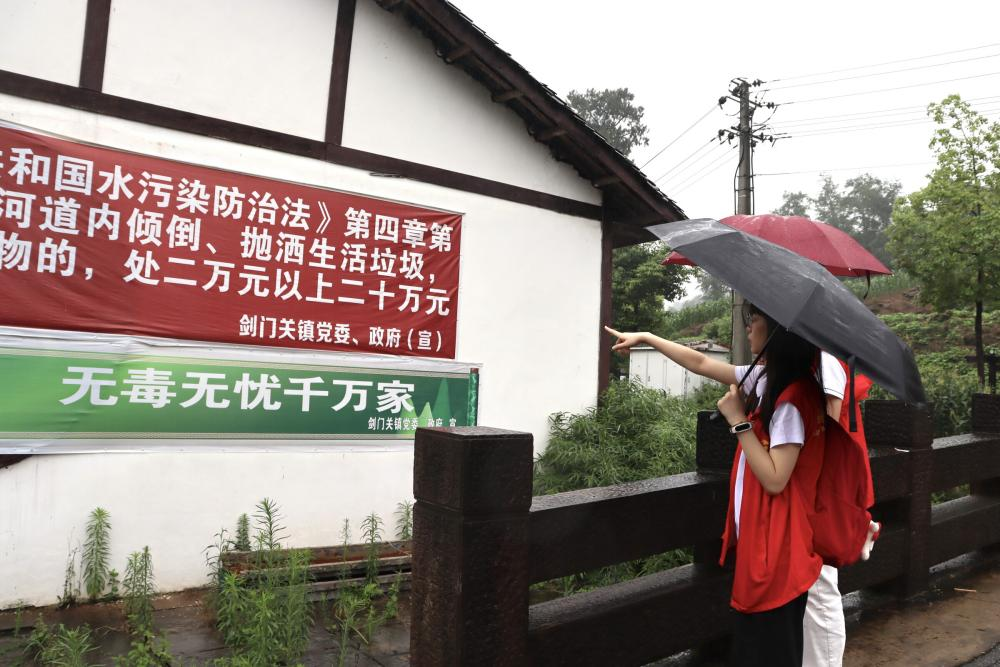 和国水污染防治法》第四章第
河道内倾倒、抛洒生活垃圾，
物的，处二万元以上二十万元
剑门关镇党委、政府（宣）
无毒无忧千万家
剑门关镇党委、政府 宣